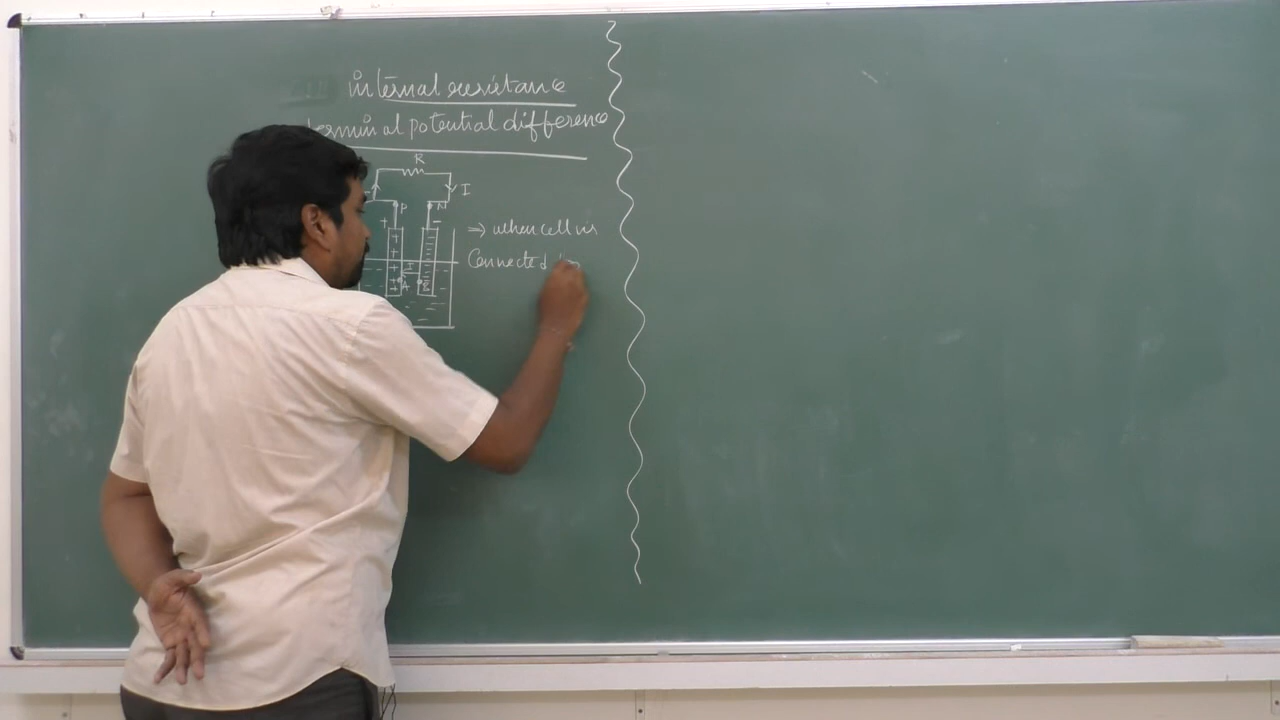 internal resistance
terminal potential difference
R
I
P
N
+
-
⇒ when cell is
Connected
I
A
B